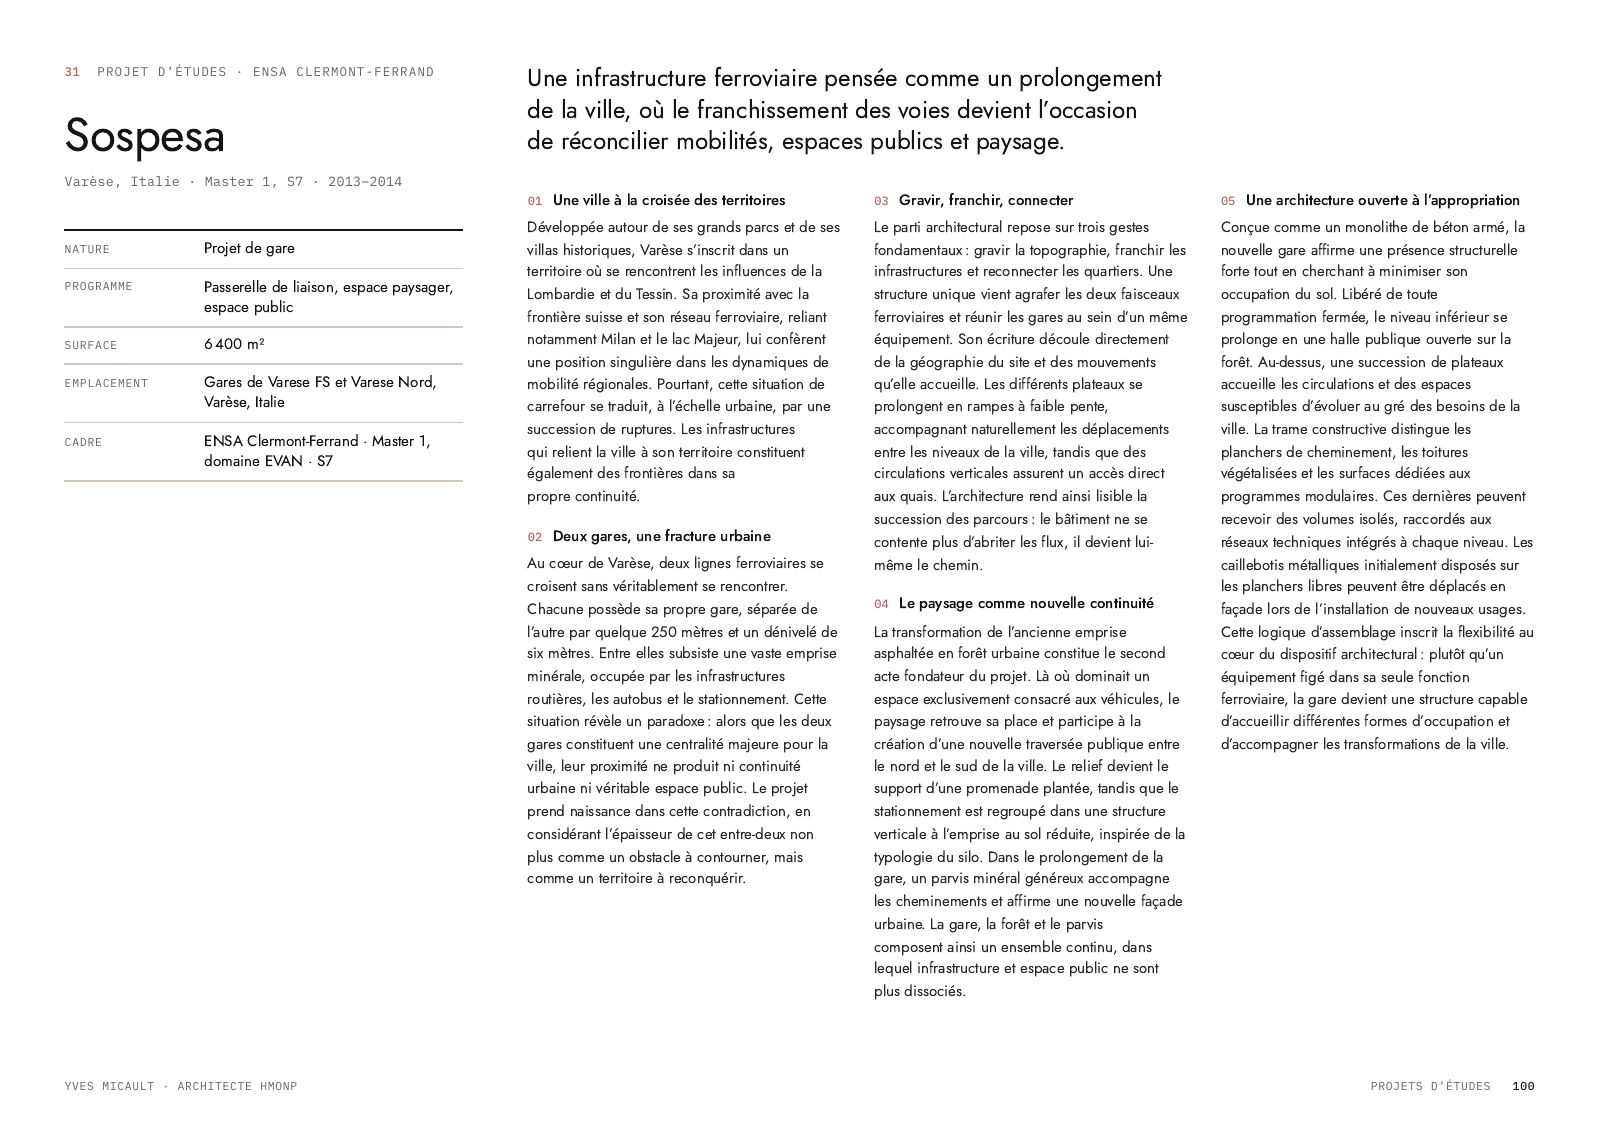 31 PROJET D’ÉTUDES · ENSA CLERMONT-FERRAND
Sospesa
Varèse, Italie · Master 1, S7 · 2013–2014
NATURE Projet de gare
PROGRAMME Passerelle de liaison, espace paysager,
espace public
SURFACE 6 400 m²
EMPLACEMENT Gares de Varese FS et Varese Nord,
Varèse, Italie
CADRE ENSA Clermont-Ferrand · Master 1,
domaine EVAN · S7
Une infrastructure ferroviaire pensée comme un prolongement
de la ville, où le franchissement des voies devient l’occasion
de réconcilier mobilités, espaces publics et paysage.
01 Une ville à la croisée des territoires
Développée autour de ses grands parcs et de ses
villas historiques, Varèse s’inscrit dans un
territoire où se rencontrent les influences de la
Lombardie et du Tessin. Sa proximité avec la
frontière suisse et son réseau ferroviaire, reliant
notamment Milan et le lac Majeur, lui confèrent
une position singulière dans les dynamiques de
mobilité régionales. Pourtant, cette situation de
carrefour se traduit, à l’échelle urbaine, par une
succession de ruptures. Les infrastructures
qui relient la ville à son territoire constituent
également des frontières dans sa
propre continuité.
02 Deux gares, une fracture urbaine
Au cœur de Varèse, deux lignes ferroviaires se
croisent sans véritablement se rencontrer.
Chacune possède sa propre gare, séparée de
l’autre par quelque 250 mètres et un dénivelé de
six mètres. Entre elles subsiste une vaste emprise
minérale, occupée par les infrastructures
routières, les autobus et le stationnement. Cette
situation révèle un paradoxe : alors que les deux
gares constituent une centralité majeure pour la
ville, leur proximité ne produit ni continuité
urbaine ni véritable espace public. Le projet
prend naissance dans cette contradiction, en
considérant l’épaisseur de cet entre-deux non
plus comme un obstacle à contourner, mais
comme un territoire à reconquérir.
03 Gravir, franchir, connecter
Le parti architectural repose sur trois gestes
fondamentaux : gravir la topographie, franchir les
infrastructures et reconnecter les quartiers. Une
structure unique vient agrafer les deux faisceaux
ferroviaires et réunir les gares au sein d’un même
équipement. Son écriture découle directement
de la géographie du site et des mouvements
qu’elle accueille. Les différents plateaux se
prolongent en rampes à faible pente,
accompagnant naturellement les déplacements
entre les niveaux de la ville, tandis que des
circulations verticales assurent un accès direct
aux quais. L’architecture rend ainsi lisible la
succession des parcours : le bâtiment ne se
contente plus d’abriter les flux, il devient lui-
même le chemin.
04 Le paysage comme nouvelle continuité
La transformation de l’ancienne emprise
asphaltée en forêt urbaine constitue le second
acte fondateur du projet. Là où dominait un
espace exclusivement consacré aux véhicules, le
paysage retrouve sa place et participe à la
création d’une nouvelle traversée publique entre
le nord et le sud de la ville. Le relief devient le
support d’une promenade plantée, tandis que le
stationnement est regroupé dans une structure
verticale à l’emprise au sol réduite, inspirée de la
typologie du silo. Dans le prolongement de la
gare, un parvis minéral généreux accompagne
les cheminements et affirme une nouvelle façade
urbaine. La gare, la forêt et le parvis
composent ainsi un ensemble continu, dans
lequel infrastructure et espace public ne sont
plus dissociés.
05 Une architecture ouverte à l’appropriation
Conçue comme un monolithe de béton armé, la
nouvelle gare affirme une présence structurelle
forte tout en cherchant à minimiser son
occupation du sol. Libéré de toute
programmation fermée, le niveau inférieur se
prolonge en une halle publique ouverte sur la
forêt. Au-dessus, une succession de plateaux
accueille les circulations et des espaces
susceptibles d’évoluer au gré des besoins de la
ville. La trame constructive distingue les
planchers de cheminement, les toitures
végétalisées et les surfaces dédiées aux
programmes modulaires. Ces dernières peuvent
recevoir des volumes isolés, raccordés aux
réseaux techniques intégrés à chaque niveau. Les
caillebotis métalliques initialement disposés sur
les planchers libres peuvent être déplacés en
façade lors de l’installation de nouveaux usages.
Cette logique d’assemblage inscrit la flexibilité au
cœur du dispositif architectural : plutôt qu’un
équipement figé dans sa seule fonction
ferroviaire, la gare devient une structure capable
d’accueillir différentes formes d’occupation et
d’accompagner les transformations de la ville.
YVES MICAULT · ARCHITECTE HMONP
PROJETS D’ÉTUDES 100